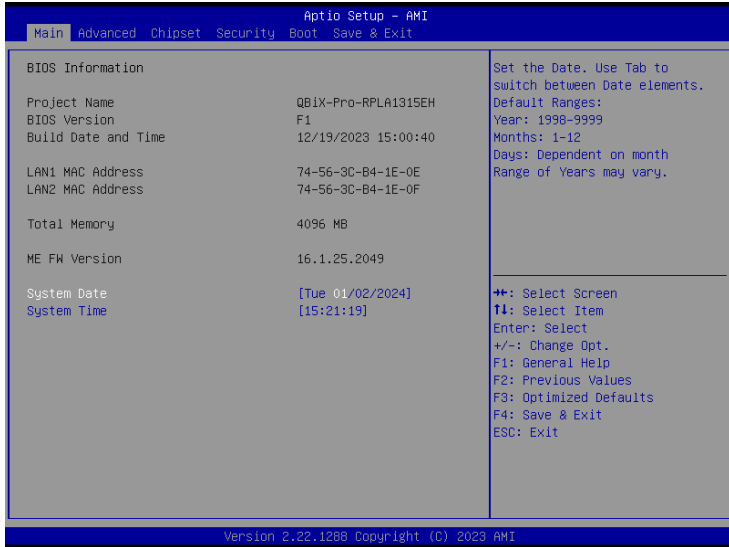 Aptio Setup – AMI
Main Advanced Chipset Security Boot Save & Exit
BIOS Information
Project Name QBiX-Pro-RPLA1315EH
BIOS Version F1
Build Date and Time 12/19/2023 15:00:40
LAN1 MAC Address 74-56-3C-B4-1E-0E
LAN2 MAC Address 74-56-3C-B4-1E-0F
Total Memory 4096 MB
ME FW Version 16.1.25.2049
System Date [Tue 01/02/2024]
System Time [15:21:19]
Set the Date. Use Tab to
switch between Date elements.
Default Ranges:
Year: 1998-9999
Months: 1-12
Days: Dependent on month
Range of Years may vary.
→←: Select Screen
↑↓: Select Item
Enter: Select
+/-: Change Opt.
F1: General Help
F2: Previous Values
F3: Optimized Defaults
F4: Save & Exit
ESC: Exit
Version 2.22.1288 Copyright (C) 2023 AMI